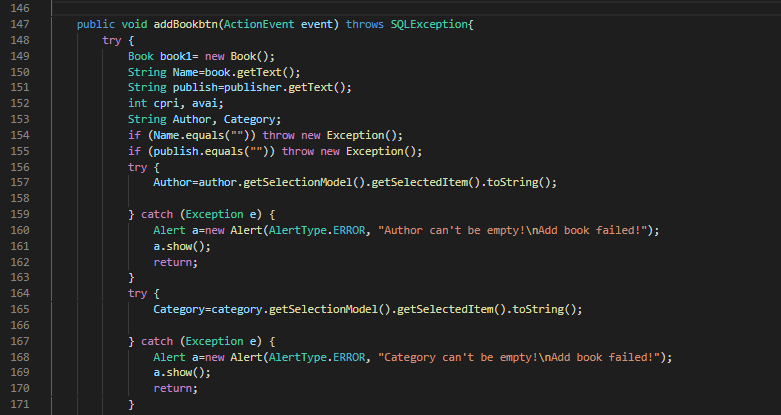 146
147 public void addBookbtn(ActionEvent event) throws SQLException{
148 try {
149 Book book1= new Book();
150 String Name=book.getText();
151 String publish=publisher.getText();
152 int cpri, avai;
153 String Author, Category;
154 if (Name.equals("")) throw new Exception();
155 if (publish.equals("")) throw new Exception();
156 try {
157 Author=author.getSelectionModel().getSelectedItem().toString();
158
159 } catch (Exception e) {
160 Alert a=new Alert(AlertType.ERROR, "Author can't be empty!\nAdd book failed!");
161 a.show();
162 return;
163 }
164 try {
165 Category=category.getSelectionModel().getSelectedItem().toString();
166
167 } catch (Exception e) {
168 Alert a=new Alert(AlertType.ERROR, "Category can't be empty!\nAdd book failed!");
169 a.show();
170 return;
171 }